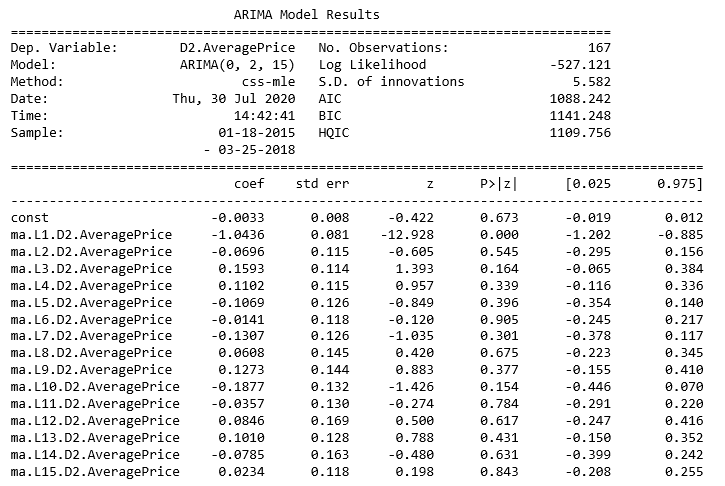 ARIMA Model Results
==============================================================================
Dep. Variable: D2.AveragePrice No. Observations: 167
Model: ARIMA(0, 2, 15) Log Likelihood -527.121
Method: css-mle S.D. of innovations 5.582
Date: Thu, 30 Jul 2020 AIC 1088.242
Time: 14:42:41 BIC 1141.248
Sample: 01-18-2015 HQIC 1109.756
- 03-25-2018
==========================================================================================
coef std err z P>|z| [0.025 0.975]
------------------------------------------------------------------------------------------
const -0.0033 0.008 -0.422 0.673 -0.019 0.012
ma.L1.D2.AveragePrice -1.0436 0.081 -12.928 0.000 -1.202 -0.885
ma.L2.D2.AveragePrice -0.0696 0.115 -0.605 0.545 -0.295 0.156
ma.L3.D2.AveragePrice 0.1593 0.114 1.393 0.164 -0.065 0.384
ma.L4.D2.AveragePrice 0.1102 0.115 0.957 0.339 -0.116 0.336
ma.L5.D2.AveragePrice -0.1069 0.126 -0.849 0.396 -0.354 0.140
ma.L6.D2.AveragePrice -0.0141 0.118 -0.120 0.905 -0.245 0.217
ma.L7.D2.AveragePrice -0.1307 0.126 -1.035 0.301 -0.378 0.117
ma.L8.D2.AveragePrice 0.0608 0.145 0.420 0.675 -0.223 0.345
ma.L9.D2.AveragePrice 0.1273 0.144 0.883 0.377 -0.155 0.410
ma.L10.D2.AveragePrice -0.1877 0.132 -1.426 0.154 -0.446 0.070
ma.L11.D2.AveragePrice -0.0357 0.130 -0.274 0.784 -0.291 0.220
ma.L12.D2.AveragePrice 0.0846 0.169 0.500 0.617 -0.247 0.416
ma.L13.D2.AveragePrice 0.1010 0.128 0.788 0.431 -0.150 0.352
ma.L14.D2.AveragePrice -0.0785 0.163 -0.480 0.631 -0.399 0.242
ma.L15.D2.AveragePrice 0.0234 0.118 0.198 0.843 -0.208 0.255